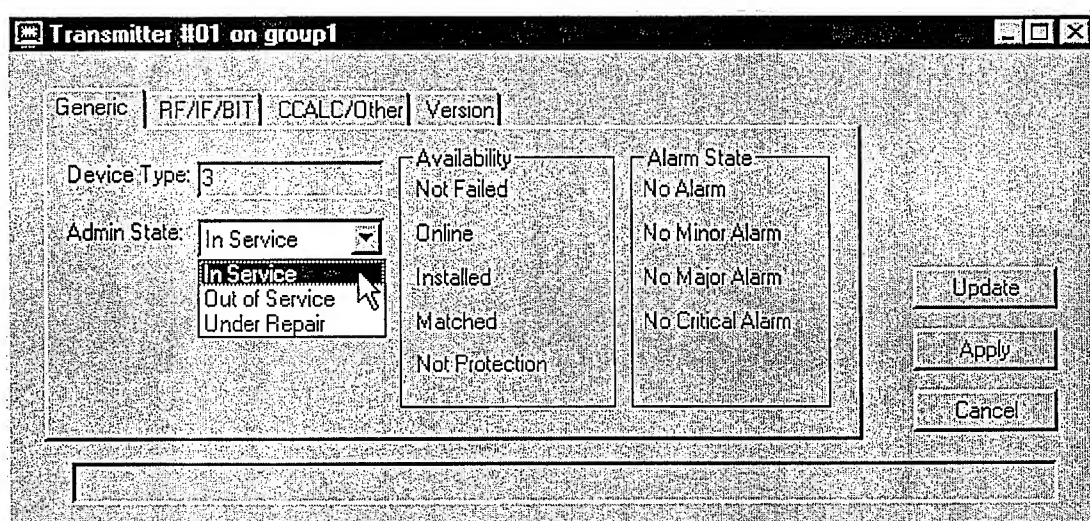 Transmitter #01 on group1
Generic RF/IF/BIT CCALC/Other Version
Device Type: 3
Admin State: In Service
In Service
Out of Service
Under Repair
Availability
Not Failed
Online
Installed
Matched
Not Protection
Alarm State
No Alarm
No Minor Alarm
No Major Alarm
No Critical Alarm
Update
Apply
Cancel